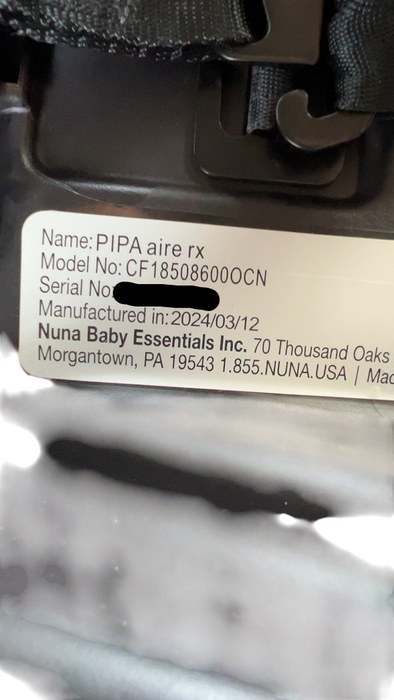 Name: PIPA aire rx
Model No: CF18508600OCN
Serial No:
Manufactured in: 2024/03/12
Nuna Baby Essentials Inc. 70 Thousand Oaks
Morgantown, PA 19543 1.855.NUNA.USA | Mac